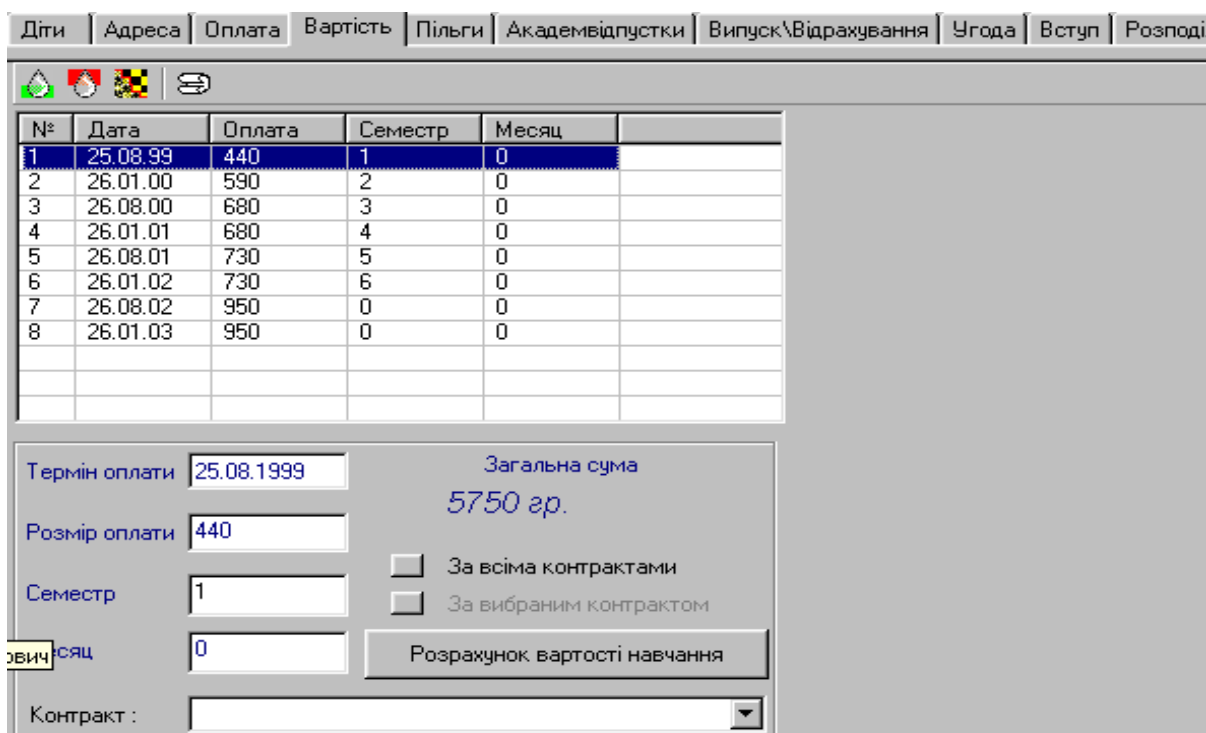 Діти Адреса Оплата Вартість Пільги Академвідпустки Випуск\Відрахування Угода Вступ Розподі
№ Дата Оплата Семестр Месяц
1 25.08.99 440 1 0
2 26.01.00 590 2 0
3 26.08.00 680 3 0
4 26.01.01 680 4 0
5 26.08.01 730 5 0
6 26.01.02 730 6 0
7 26.08.02 950 0 0
8 26.01.03 950 0 0
Термін оплати 25.08.1999 Загальна сума
5750 гр.
Розмір оплати 440
За всіма контрактами
Семестр 1 За вибраним контрактом
ович сяц 0 Розрахунок вартості навчання
Контракт :